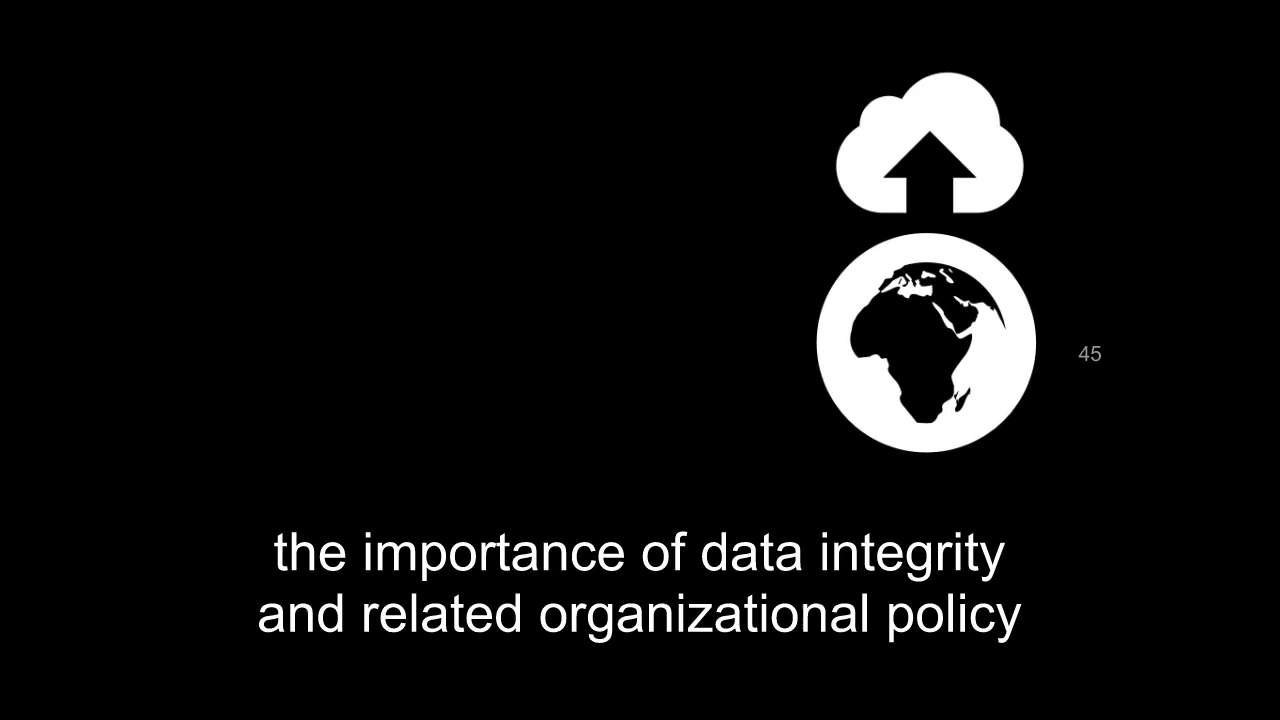 45
the importance of data integrity
and related organizational policy